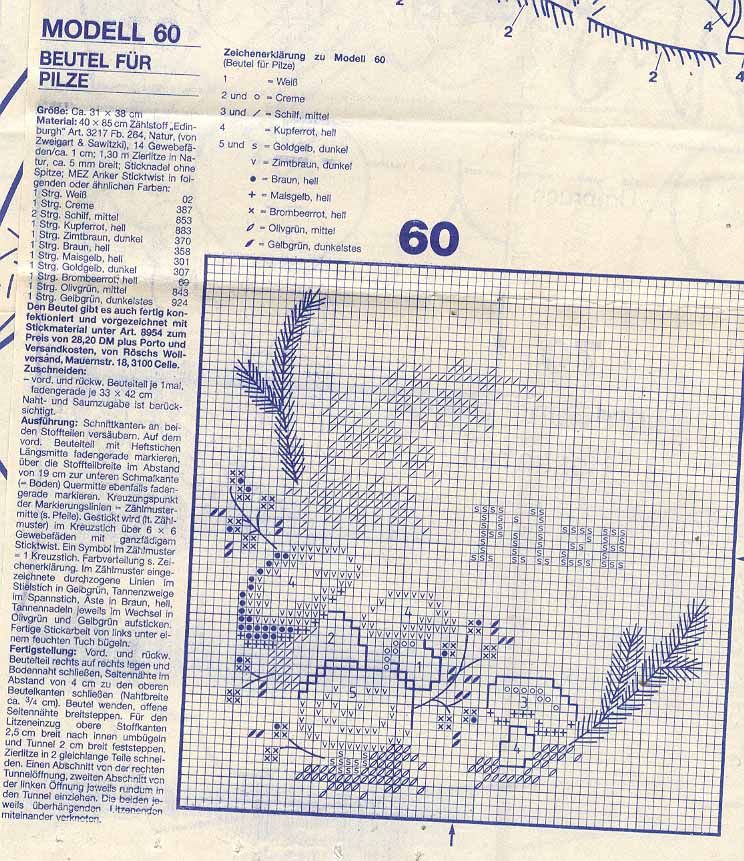 MODELL 60
BEUTEL FÜR
PILZE
Größe: Ca. 31 x 38 cm
Material: 40 x 85 cm Zählstoff „Edin-
burgh" Art. 3217 Fb. 264, Natur, (von
Zweigart & Sawitzki), 14 Gewebefä-
den/ca. 1 cm; 1,30 m Zierlitze in Na-
tur, ca. 5 mm breit; Sticknadel ohne
Spitze; MEZ Anker Sticktwist in fol-
genden oder ähnlichen Farben:
1 Strg. Weiß 02
1 Strg. Creme 387
2 Strg. Schilf, mittel 853
1 Strg. Kupferrot, hell 883
1 Strg. Zimtbraun, dunkel 370
1 Strg. Braun, hell 358
1 Strg. Maisgelb, hell 301
1 Strg. Goldgelb, dunkel 307
1 Strg. Brombeerrot, hell 69
1 Strg. Olivgrün, mittel 843
1 Strg. Gelbgrün, dunkelstes 924
Den Beutel gibt es auch fertig kon-
fektioniert und vorgezeichnet mit
Stickmaterial unter Art. 8954 zum
Preis von 28,20 DM plus Porto und
Versandkosten, von Röschs Woll-
versand, Mauernstr. 18, 3100 Celle.
Zuschneiden:
– vord. und rückw. Beutelteil je 1mal,
fadengerade je 33 x 42 cm
Naht- und Saumzugabe ist berück-
sichtigt.
Ausführung: Schnittkanten an bei-
den Stoffteilen versäubern. Auf dem
vord. Beutelteil mit Heftstichen
Längsmitte fadengerade markieren,
über die Stoffteilbreite im Abstand
von 19 cm zur unteren Schmalkante
(= Boden) Quermitte ebenfalls faden-
gerade markieren. Kreuzungspunkt
der Markierungslinien = Zählmuster-
mitte (s. Pfeile). Gestickt wird (lt. Zähl-
muster) im Kreuzstich über 6 x 6
Gewebefäden mit ganzfädigem
Sticktwist. Ein Symbol im Zählmuster
= 1 Kreuzstich, Farbverteilung s. Zei-
chenerklärung. Im Zählmuster einge-
zeichnete durchzogene Linien im
Stielstich in Gelbgrün, Tannenzweige
im Spannstich, Äste in Braun, hell,
Tannennadeln jeweils im Wechsel in
Olivgrün und Gelbgrün aufsticken.
Fertige Stickarbeit von links unter ei-
nem feuchten Tuch bügeln.
Fertigstellung: Vord. und rückw.
Beutelteil rechts auf rechts legen und
Bodennaht schließen, Seitennähte im
Abstand von 4 cm zu den oberen
Beutelkanten schließen (Nahtbreite
ca. 3/4 cm). Beutel wenden, offene
Seitennähte breitsteppen. Für den
Litzeneinzug obere Stoffkanten
2,5 cm breit nach innen umbügeln
und Tunnel 2 cm breit feststeppen.
Zierlitze in 2 gleichlange Teile schnei-
den. Einen Abschnitt von der rechten
Tunnelöffnung, zweiten Abschnitt von
der linken Öffnung jeweils rundum in
den Tunnel einziehen. Die beiden je-
weils überhängenden Litzenenden
miteinander verknoten.
Zeichenerklärung zu Modell 60
(Beutel für Pilze)
1 = Weiß
2 und o = Creme
3 und / = Schilf, mittel
4 = Kupferrot, hell
5 und s = Goldgelb, dunkel
v = Zimtbraun, dunkel
● = Braun, hell
+ = Maisgelb, hell
x = Brombeerrot, hell
= Olivgrün, mittel
= Gelbgrün, dunkelstes
60
2
2
2
4
4
4
4
2
1
5
3
4